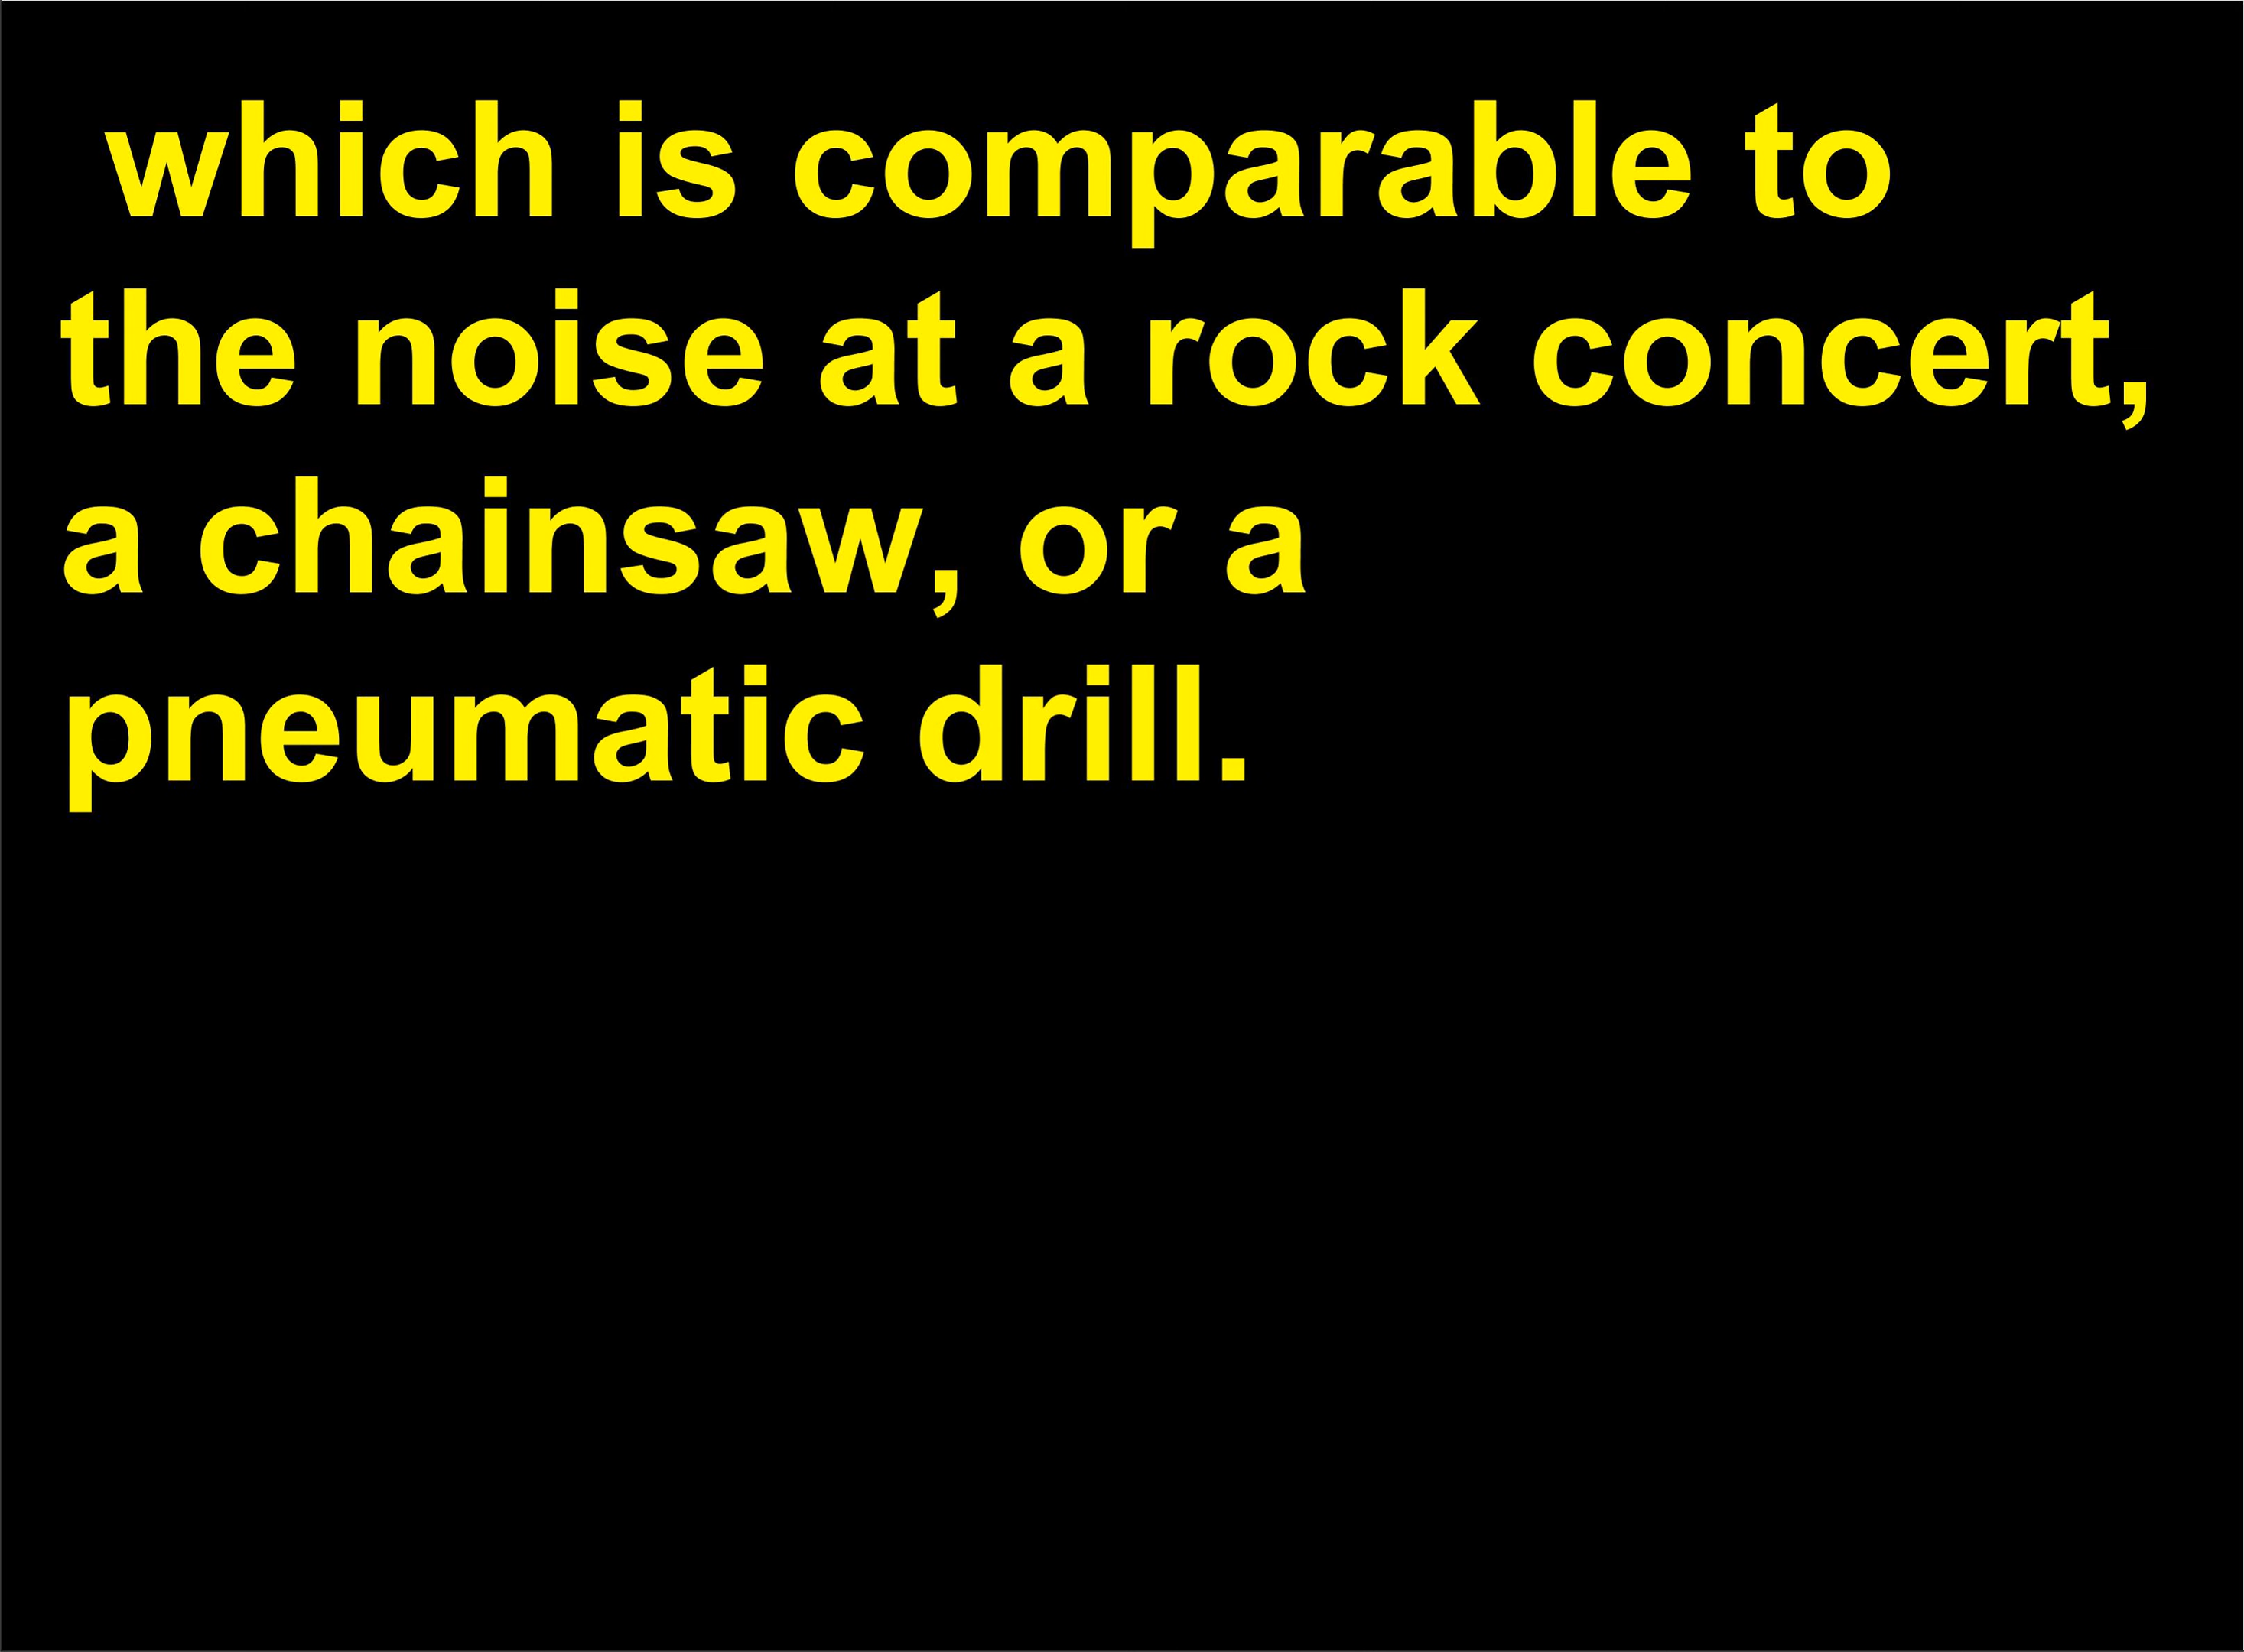 which is comparable to
the noise at a rock concert,
a chainsaw, or a
pneumatic drill.